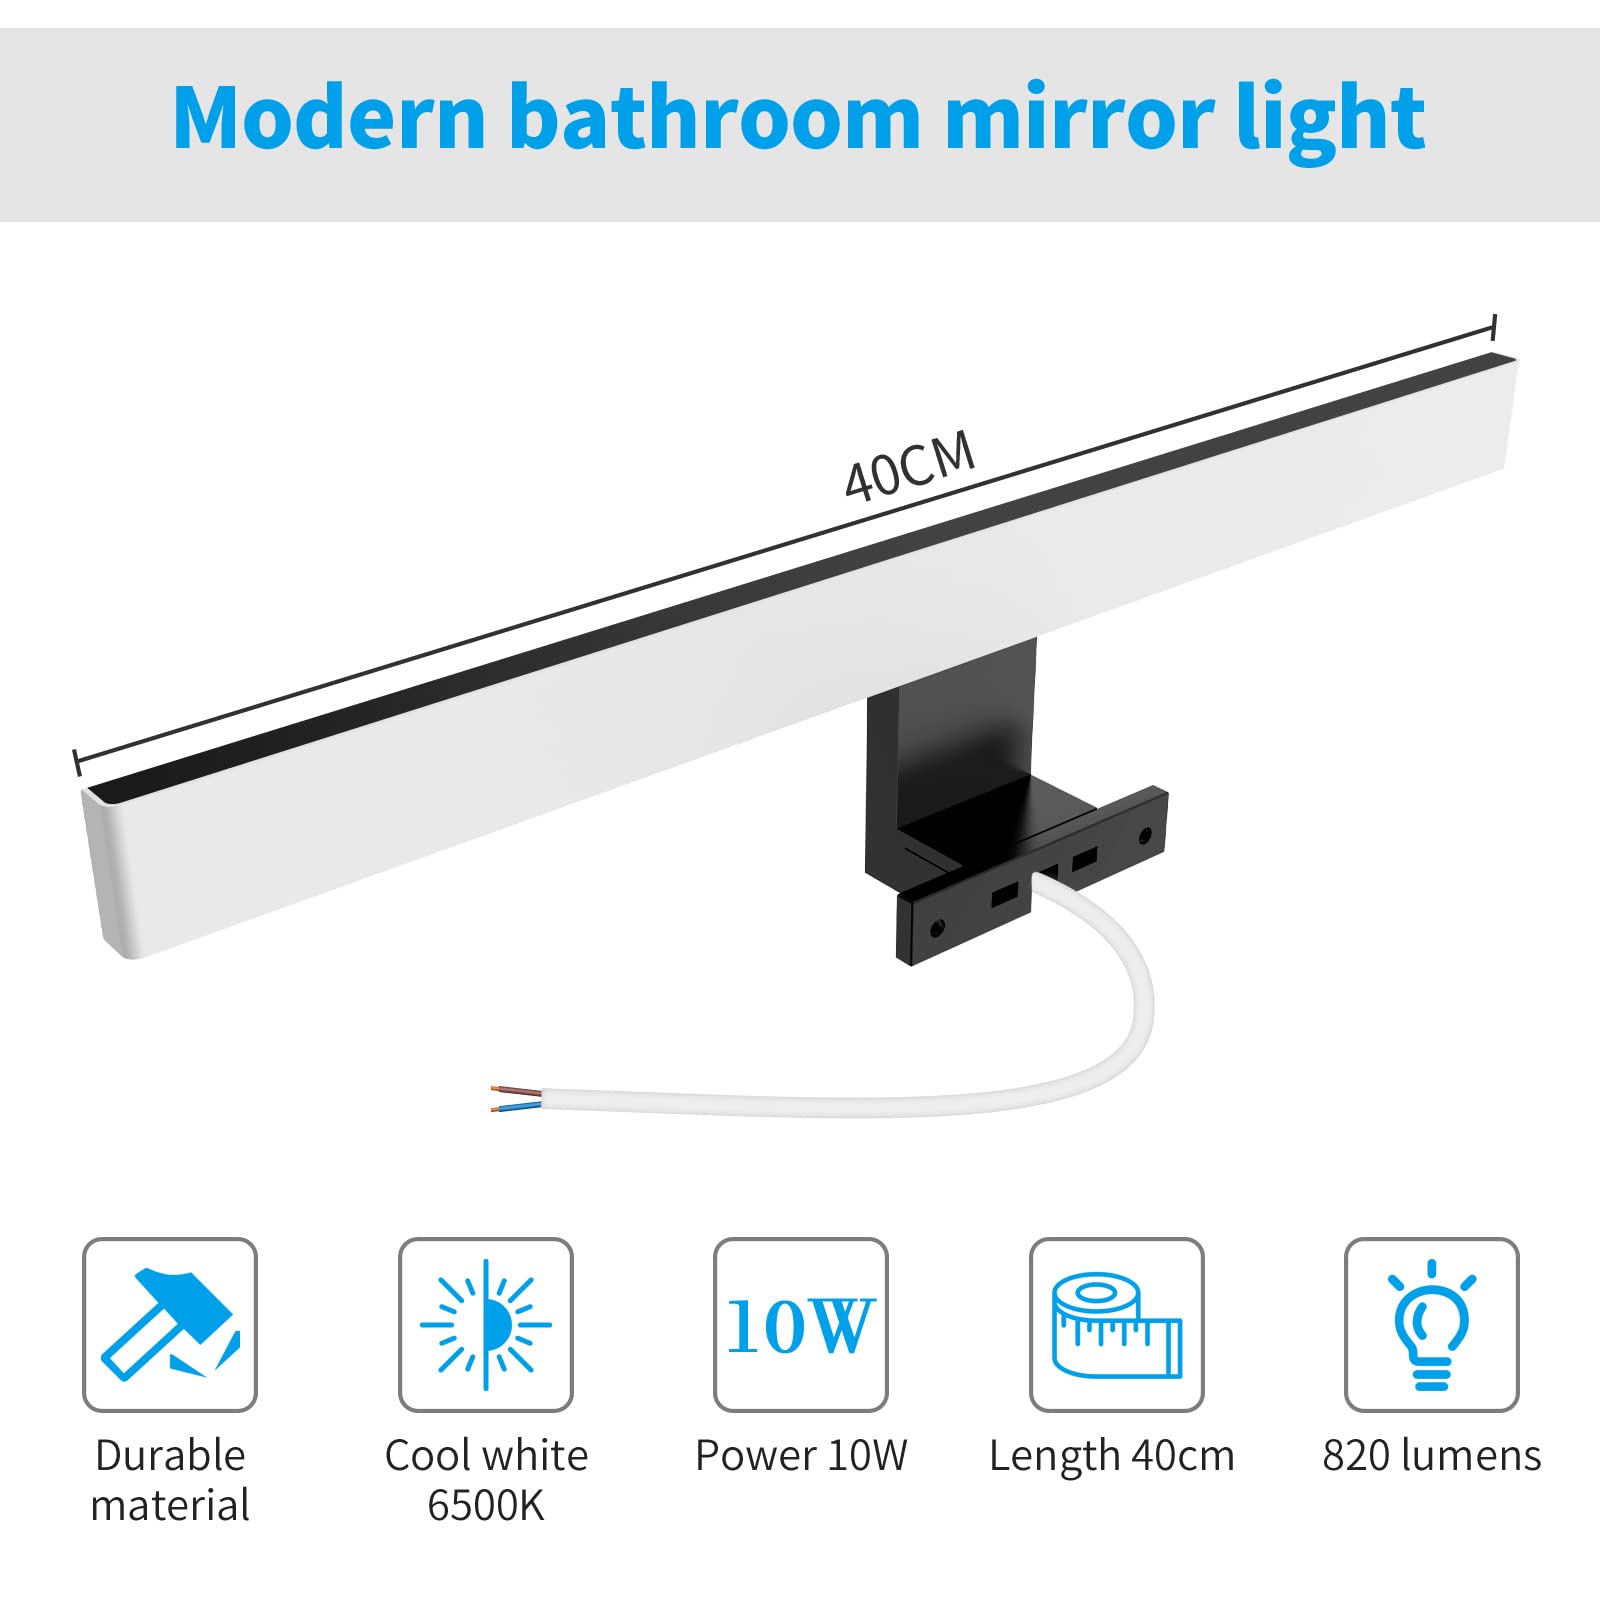 Modern bathroom mirror light
40CM
10W
Durable
material
Cool white
6500K
Power 10W
Length 40cm
820 lumens